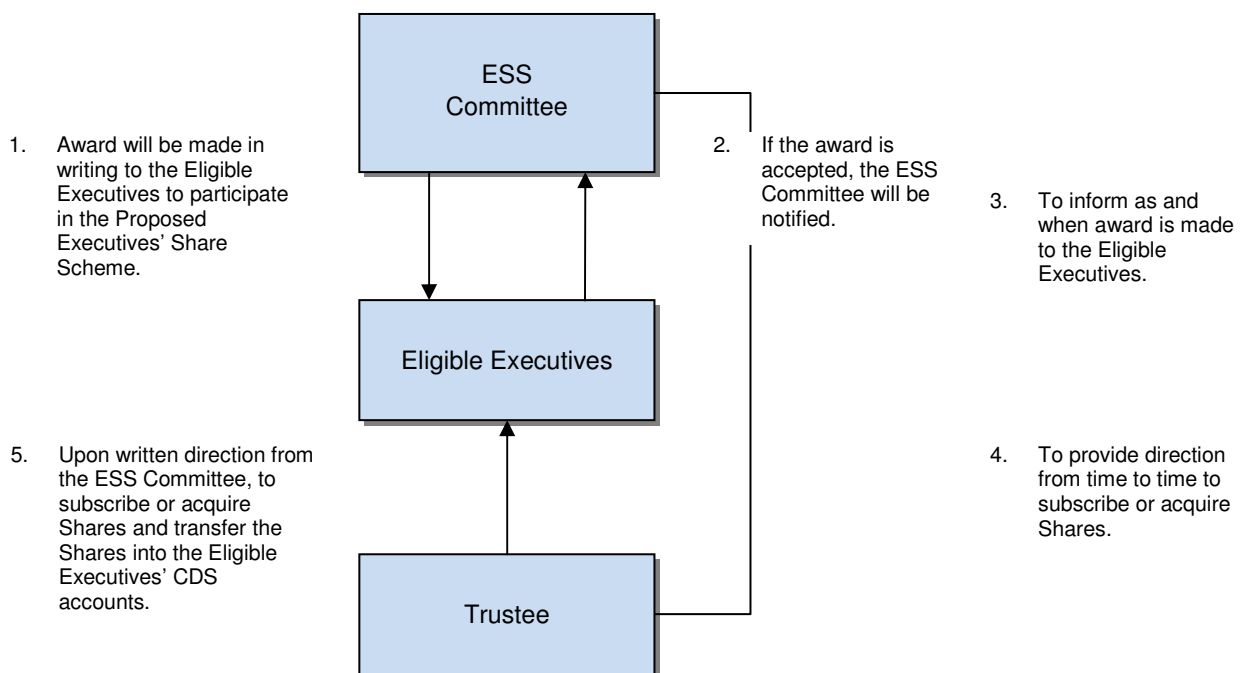 ESS
Committee
1. Award will be made in
writing to the Eligible
Executives to participate
in the Proposed
Executives’ Share
Scheme.
2. If the award is
accepted, the ESS
Committee will be
notified.
3. To inform as and
when award is made
to the Eligible
Executives.
Eligible Executives
5. Upon written direction from
the ESS Committee, to
subscribe or acquire
Shares and transfer the
Shares into the Eligible
Executives’ CDS
accounts.
4. To provide direction
from time to time to
subscribe or acquire
Shares.
Trustee